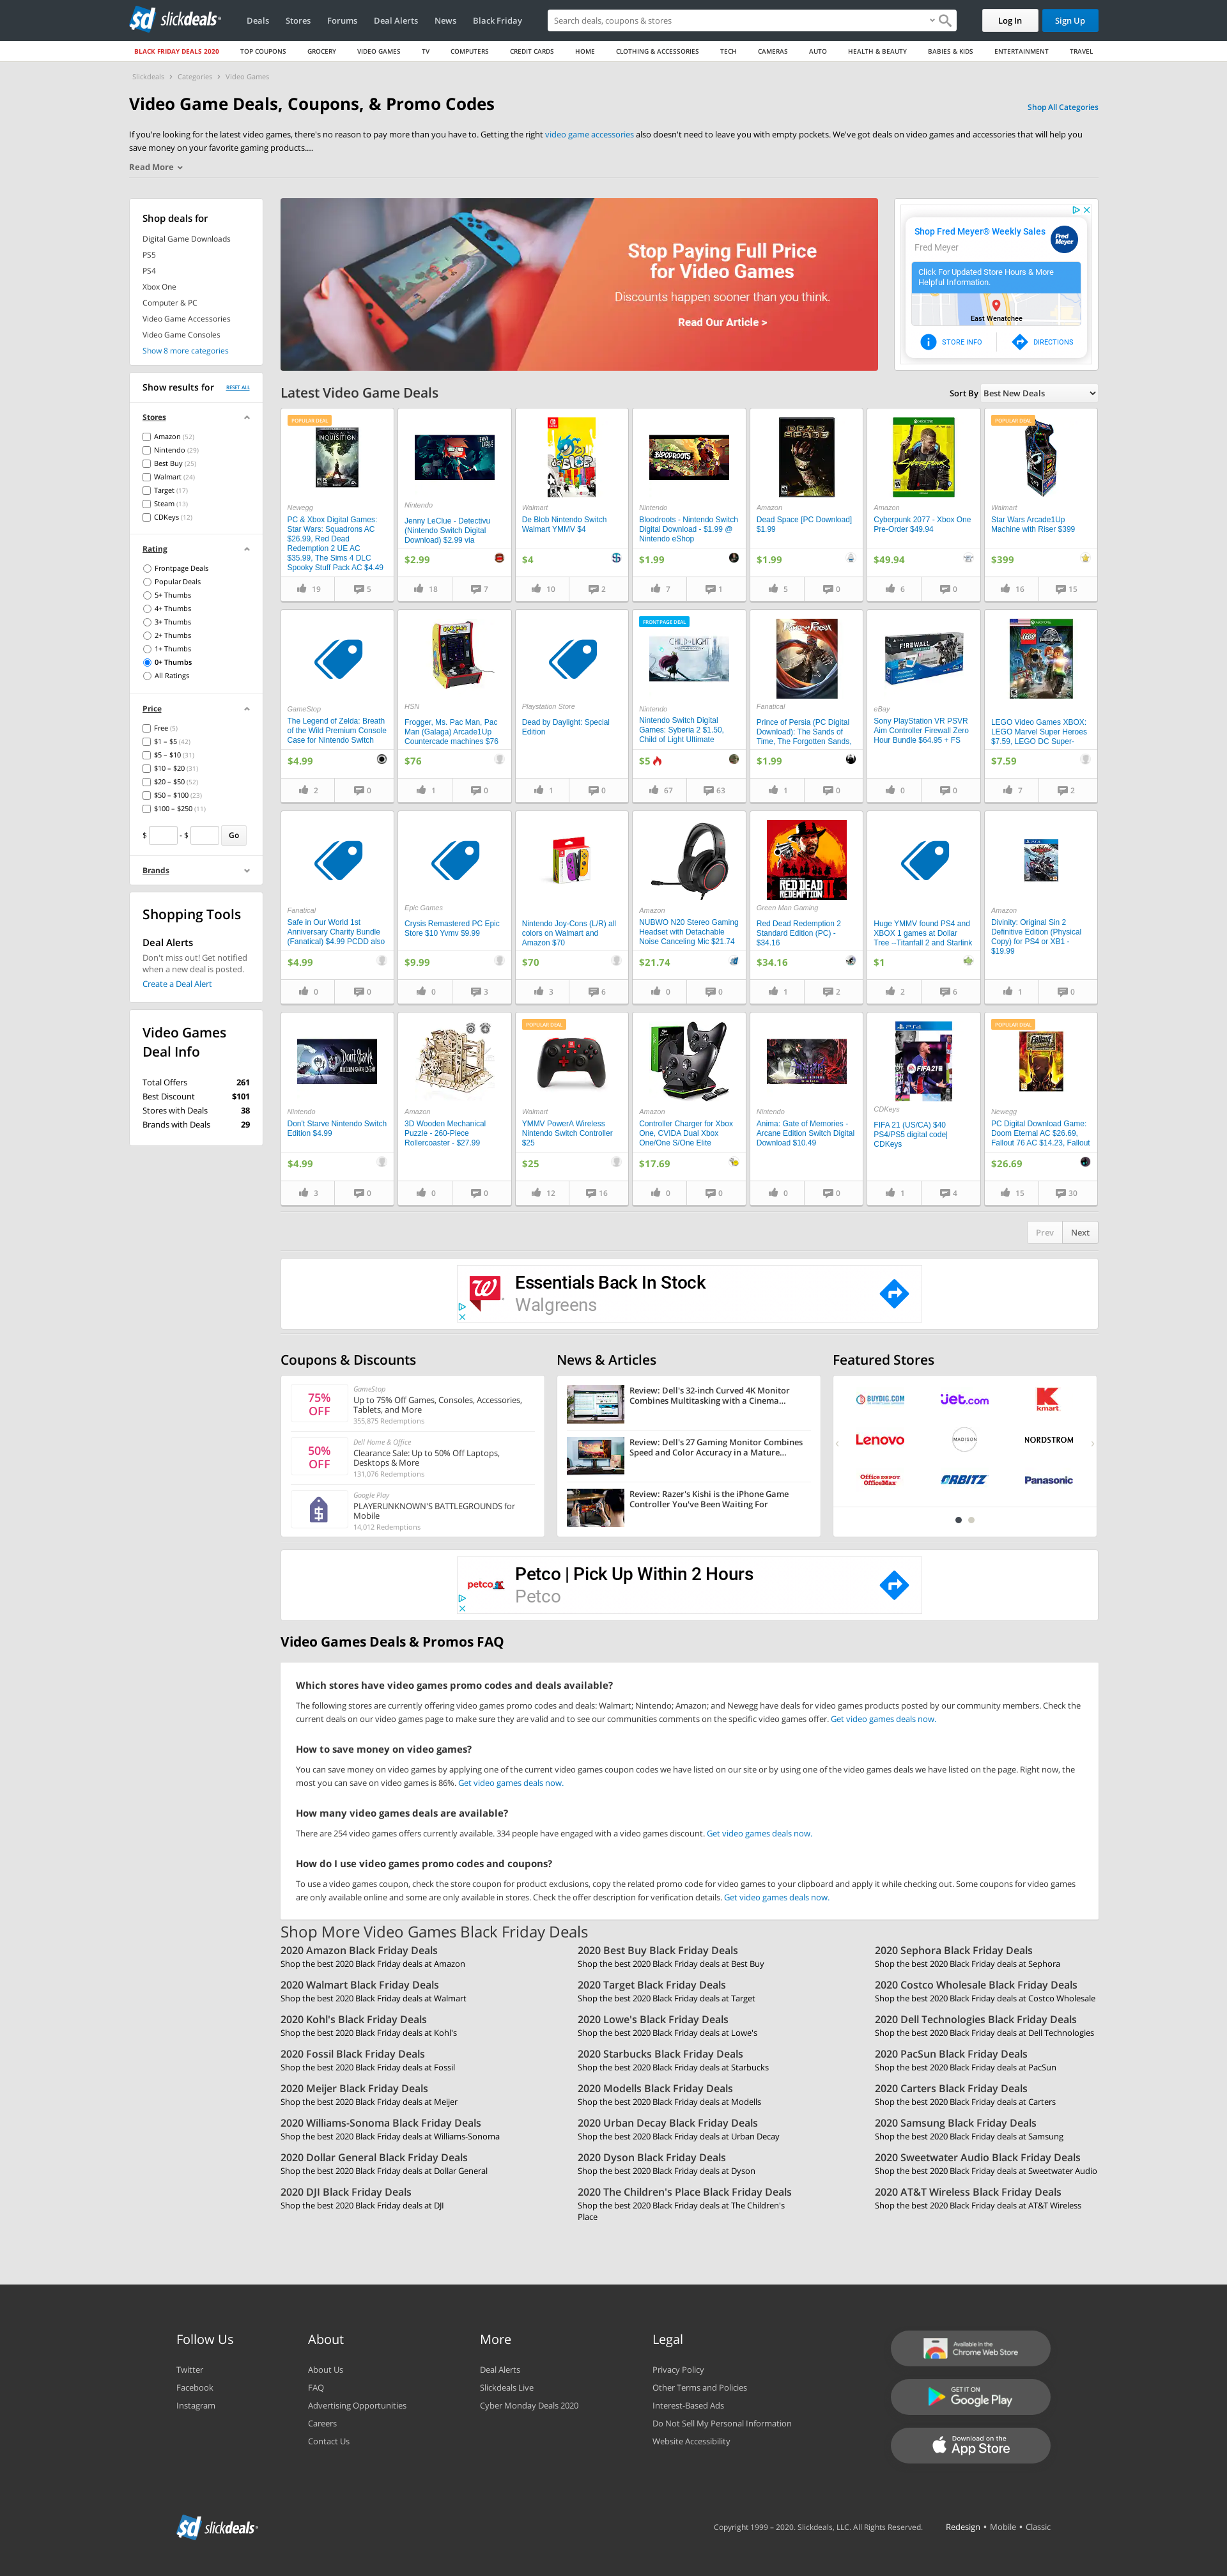 slickdeals
Deals Stores Forums Deal Alerts News Black Friday
Search deals, coupons & stores
Log In
Sign Up
BLACK FRIDAY DEALS 2020 TOP COUPONS GROCERY VIDEO GAMES TV COMPUTERS CREDIT CARDS HOME CLOTHING & ACCESSORIES TECH CAMERAS AUTO HEALTH & BEAUTY BABIES & KIDS ENTERTAINMENT TRAVEL
Slickdeals › Categories › Video Games
Video Game Deals, Coupons, & Promo Codes
Shop All Categories
If you're looking for the latest video games, there's no reason to pay more than you have to. Getting the right video game accessories also doesn't need to leave you with empty pockets. We've got deals on video games and accessories that will help you
save money on your favorite gaming products....
Read More
Shop deals for
Digital Game Downloads
PS5
PS4
Xbox One
Computer & PC
Video Game Accessories
Video Game Consoles
Show 8 more categories
Show results for RESET ALL
Stores
Amazon (52)
Nintendo (29)
Best Buy (25)
Walmart (24)
Target (17)
Steam (13)
CDKeys (12)
Rating
Frontpage Deals
Popular Deals
5+ Thumbs
4+ Thumbs
3+ Thumbs
2+ Thumbs
1+ Thumbs
0+ Thumbs
All Ratings
Price
Free (5)
$1 – $5 (42)
$5 – $10 (31)
$10 – $20 (31)
$20 – $50 (52)
$50 – $100 (23)
$100 – $250 (11)
$ - $ Go
Brands
Shopping Tools
Deal Alerts
Don't miss out! Get notified
when a new deal is posted.
Create a Deal Alert
Video Games
Deal Info
Total Offers 261
Best Discount $101
Stores with Deals 38
Brands with Deals 29
Stop Paying Full Price
for Video Games
Discounts happen sooner than you think.
Read Our Article >
Shop Fred Meyer® Weekly Sales
Fred Meyer
Fred Meyer
Click For Updated Store Hours & More
Helpful Information.
East Wenatchee
STORE INFO
DIRECTIONS
Latest Video Game Deals
Sort By Best New Deals
POPULAR DEAL
INQUISITION
Newegg
PC & Xbox Digital Games:
Star Wars: Squadrons AC
$26.99, Red Dead
Redemption 2 UE AC
$35.99, The Sims 4 DLC
Spooky Stuff Pack AC $4.49
19 5
Nintendo
Jenny LeClue - Detectivu
(Nintendo Switch Digital
Download) $2.99 via
$2.99
18 7
Walmart
De Blob Nintendo Switch
Walmart YMMV $4
$4
10 2
BLOODROOTS
Nintendo
Bloodroots - Nintendo Switch
Digital Download - $1.99 @
Nintendo eShop
$1.99
7 1
DEAD SPACE
Amazon
Dead Space [PC Download]
$1.99
$1.99
5 0
Cyberpunk
Amazon
Cyberpunk 2077 - Xbox One
Pre-Order $49.94
$49.94
6 0
POPULAR DEAL
Walmart
Star Wars Arcade1Up
Machine with Riser $399
$399
16 15
GameStop
The Legend of Zelda: Breath
of the Wild Premium Console
Case for Nintendo Switch
$4.99
2 0
HSN
Frogger, Ms. Pac Man, Pac
Man (Galaga) Arcade1Up
Countercade machines $76
$76
1 0
Playstation Store
Dead by Daylight: Special
Edition
1 0
FRONTPAGE DEAL
CHILD of LIGHT
Nintendo
Nintendo Switch Digital
Games: Syberia 2 $1.50,
Child of Light Ultimate
$5
67 63
Prince of Persia
Fanatical
Prince of Persia (PC Digital
Download): The Sands of
Time, The Forgotten Sands,
$1.99
1 0
FIREWALL
eBay
Sony PlayStation VR PSVR
Aim Controller Firewall Zero
Hour Bundle $64.95 + FS
0 0
LEGO
LEGO Video Games XBOX:
LEGO Marvel Super Heroes
$7.59, LEGO DC Super-
$7.59
7 2
Fanatical
Safe in Our World 1st
Anniversary Charity Bundle
(Fanatical) $4.99 PCDD also
$4.99
0 0
Epic Games
Crysis Remastered PC Epic
Store $10 Yvmv $9.99
$9.99
0 3
Nintendo Joy-Cons (L/R) all
colors on Walmart and
Amazon $70
$70
3 6
Amazon
NUBWO N20 Stereo Gaming
Headset with Detachable
Noise Canceling Mic $21.74
$21.74
0 0
RED DEAD REDEMPTION II
Green Man Gaming
Red Dead Redemption 2
Standard Edition (PC) -
$34.16
$34.16
1 2
Huge YMMV found PS4 and
XBOX 1 games at Dollar
Tree --Titanfall 2 and Starlink
$1
2 6
Amazon
Divinity: Original Sin 2
Definitive Edition (Physical
Copy) for PS4 or XB1 -
$19.99
1 0
Don't Starve
Nintendo
Don't Starve Nintendo Switch
Edition $4.99
$4.99
3 0
Amazon
3D Wooden Mechanical
Puzzle - 260-Piece
Rollercoaster - $27.99
0 0
POPULAR DEAL
Walmart
YMMV PowerA Wireless
Nintendo Switch Controller
$25
$25
12 16
Amazon
Controller Charger for Xbox
One, CVIDA Dual Xbox
One/One S/One Elite
$17.69
0 0
Nintendo
Anima: Gate of Memories -
Arcane Edition Switch Digital
Download $10.49
0 0
PS4
FIFA 21
CDKeys
FIFA 21 (US/CA) $40
PS4/PS5 digital code|
CDKeys
1 4
POPULAR DEAL
Fallout
Newegg
PC Digital Download Game:
Doom Eternal AC $26.69,
Fallout 76 AC $14.23, Fallout
$26.69
15 30
Prev Next
Essentials Back In Stock
Walgreens
Coupons & Discounts
75%
OFF
GameStop
Up to 75% Off Games, Consoles, Accessories,
Tablets, and More
355,875 Redemptions
50%
OFF
Dell Home & Office
Clearance Sale: Up to 50% Off Laptops,
Desktops & More
131,076 Redemptions
Google Play
PLAYERUNKNOWN'S BATTLEGROUNDS for
Mobile
14,012 Redemptions
News & Articles
Review: Dell's 32-inch Curved 4K Monitor
Combines Multitasking with a Cinema...
Review: Dell's 27 Gaming Monitor Combines
Speed and Color Accuracy in a Mature...
Review: Razer's Kishi is the iPhone Game
Controller You've Been Waiting For
Featured Stores
BUYDIG.COM jet.com kmart
Lenovo MADISON NORDSTROM
Office DEPOT OfficeMax ORBITZ Panasonic
petco
Petco | Pick Up Within 2 Hours
Petco
Video Games Deals & Promos FAQ
Which stores have video games promo codes and deals available?
The following stores are currently offering video games promo codes and deals: Walmart; Nintendo; Amazon; and Newegg have deals for video games products posted by our community members. Check the
current deals on our video games page to make sure they are valid and to see our communities comments on the specific video games offer. Get video games deals now.
How to save money on video games?
You can save money on video games by applying one of the current video games coupon codes we have listed on our site or by using one of the video games deals we have listed on the page. Right now, the
most you can save on video games is 86%. Get video games deals now.
How many video games deals are available?
There are 254 video games offers currently available. 334 people have engaged with a video games discount. Get video games deals now.
How do I use video games promo codes and coupons?
To use a video games coupon, check the store coupon for product exclusions, copy the related promo code for video games to your clipboard and apply it while checking out. Some coupons for video games
are only available online and some are only available in stores. Check the offer description for verification details. Get video games deals now.
Shop More Video Games Black Friday Deals
2020 Amazon Black Friday Deals
Shop the best 2020 Black Friday deals at Amazon
2020 Best Buy Black Friday Deals
Shop the best 2020 Black Friday deals at Best Buy
2020 Sephora Black Friday Deals
Shop the best 2020 Black Friday deals at Sephora
2020 Walmart Black Friday Deals
Shop the best 2020 Black Friday deals at Walmart
2020 Target Black Friday Deals
Shop the best 2020 Black Friday deals at Target
2020 Costco Wholesale Black Friday Deals
Shop the best 2020 Black Friday deals at Costco Wholesale
2020 Kohl's Black Friday Deals
Shop the best 2020 Black Friday deals at Kohl's
2020 Lowe's Black Friday Deals
Shop the best 2020 Black Friday deals at Lowe's
2020 Dell Technologies Black Friday Deals
Shop the best 2020 Black Friday deals at Dell Technologies
2020 Fossil Black Friday Deals
Shop the best 2020 Black Friday deals at Fossil
2020 Starbucks Black Friday Deals
Shop the best 2020 Black Friday deals at Starbucks
2020 PacSun Black Friday Deals
Shop the best 2020 Black Friday deals at PacSun
2020 Meijer Black Friday Deals
Shop the best 2020 Black Friday deals at Meijer
2020 Modells Black Friday Deals
Shop the best 2020 Black Friday deals at Modells
2020 Carters Black Friday Deals
Shop the best 2020 Black Friday deals at Carters
2020 Williams-Sonoma Black Friday Deals
Shop the best 2020 Black Friday deals at Williams-Sonoma
2020 Urban Decay Black Friday Deals
Shop the best 2020 Black Friday deals at Urban Decay
2020 Samsung Black Friday Deals
Shop the best 2020 Black Friday deals at Samsung
2020 Dollar General Black Friday Deals
Shop the best 2020 Black Friday deals at Dollar General
2020 Dyson Black Friday Deals
Shop the best 2020 Black Friday deals at Dyson
2020 Sweetwater Audio Black Friday Deals
Shop the best 2020 Black Friday deals at Sweetwater Audio
2020 DJI Black Friday Deals
Shop the best 2020 Black Friday deals at DJI
2020 The Children's Place Black Friday Deals
Shop the best 2020 Black Friday deals at The Children's
Place
2020 AT&T Wireless Black Friday Deals
Shop the best 2020 Black Friday deals at AT&T Wireless
Follow Us
Twitter
Facebook
Instagram
About
About Us
FAQ
Advertising Opportunities
Careers
Contact Us
More
Deal Alerts
Slickdeals Live
Cyber Monday Deals 2020
Legal
Privacy Policy
Other Terms and Policies
Interest-Based Ads
Do Not Sell My Personal Information
Website Accessibility
Available in the
Chrome Web Store
GET IT ON
Google Play
Download on the
App Store
slickdeals
Copyright 1999 – 2020. Slickdeals, LLC. All Rights Reserved. Redesign • Mobile • Classic